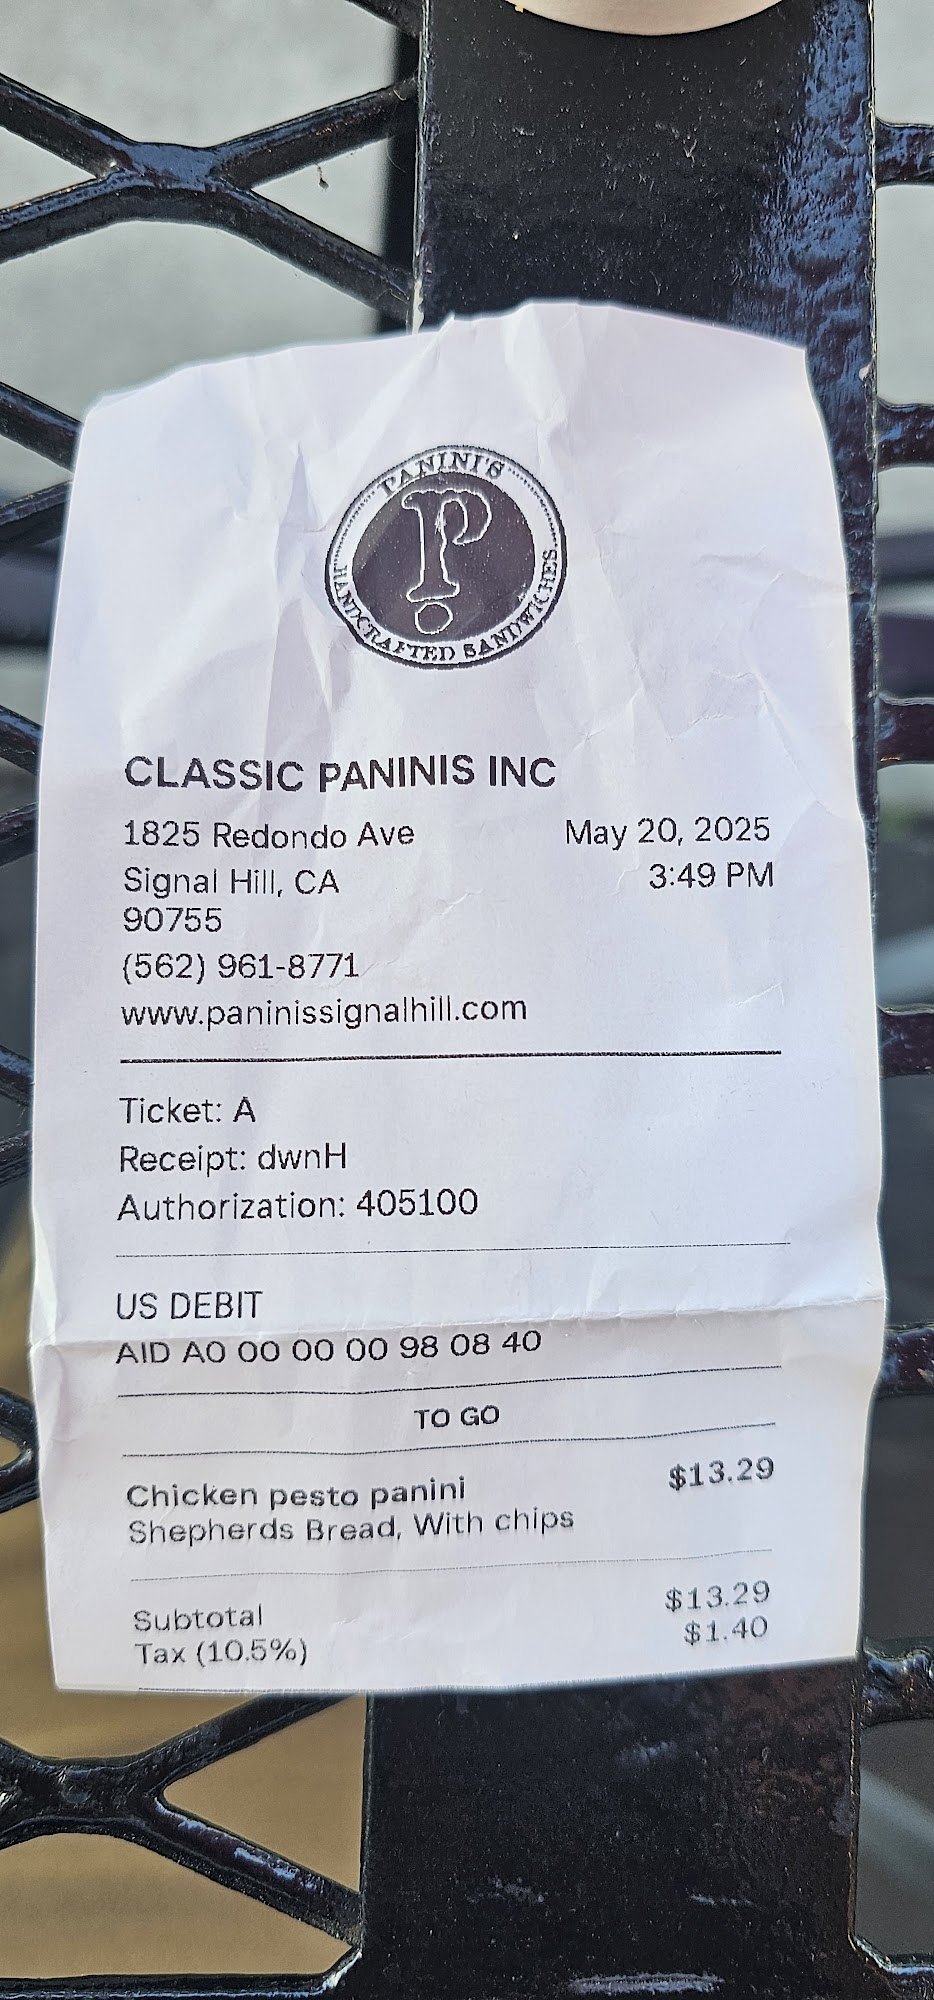 PANINI'S
P
HANDCRAFTED SANDWICHES
CLASSIC PANINIS INC
1825 Redondo Ave May 20, 2025
Signal Hill, CA 3:49 PM
90755
(562) 961-8771
www.paninissignalhill.com
Ticket: A
Receipt: dwnH
Authorization: 405100
US DEBIT
AID A0 00 00 00 98 08 40
TO GO
Chicken pesto panini $13.29
Shepherds Bread, With chips
Subtotal $13.29
Tax (10.5%) $1.40